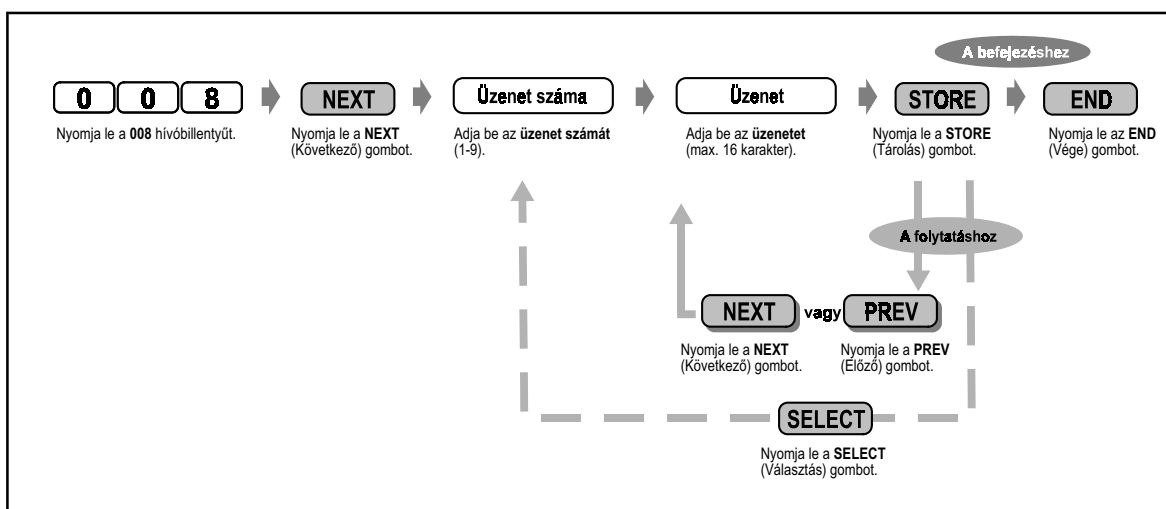 A befejezéshez
0 0 8
NEXT
Üzenet száma
Üzenet
STORE
END
Nyomja le a 008 hívóbillentyűt.
Nyomja le a NEXT
(Következő) gombot.
Adja be az üzenet számát
(1-9).
Adja be az üzenetet
(max. 16 karakter).
Nyomja le a STORE
(Tárolás) gombot.
Nyomja le az END
(Vége) gombot.
A folytatáshoz
NEXT vagy PREV
Nyomja le a NEXT
(Következő) gombot.
Nyomja le a PREV
(Előző) gombot.
SELECT
Nyomja le a SELECT
(Választás) gombot.